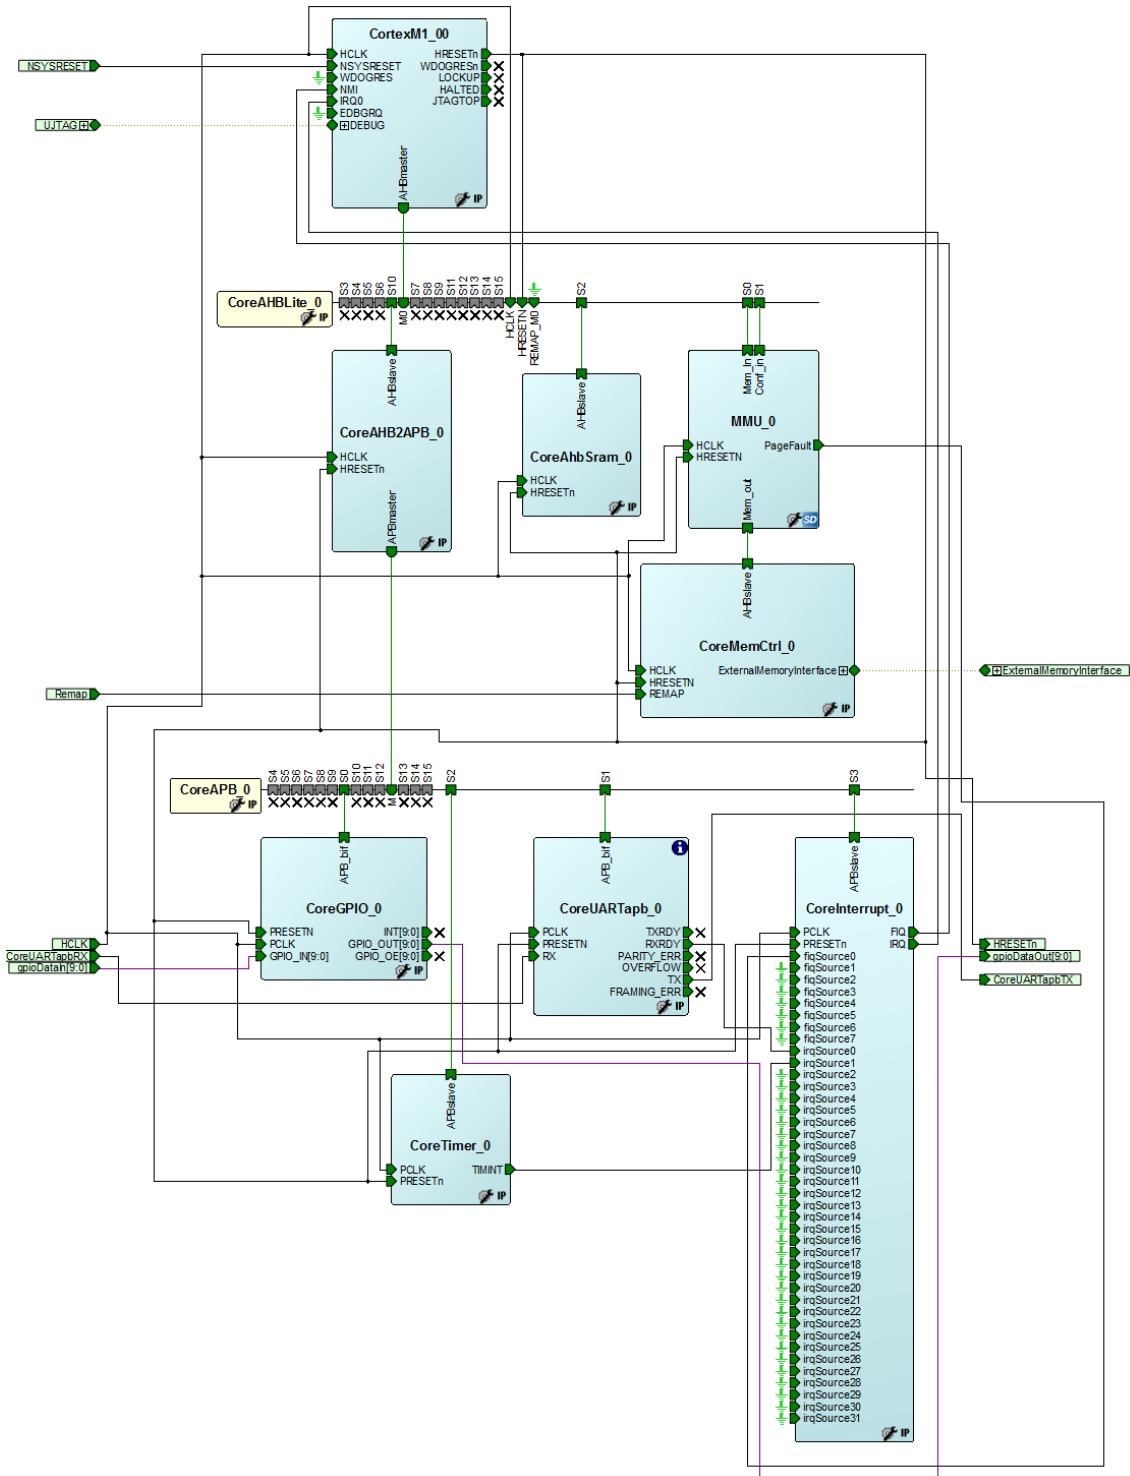 CortexM1_00
HCLK HRESETn
NSYSRESET NSYSRESET WDOGRESn
WDOGRES LOCKUP
NMI HALTED
IRQ0 JTAGTOP
EDBGRQ
UJTAG DEBUG
AHBmaster
IP
S3 S4 S5 S6 S10 S7 S8 S9 S11 S12 S13 S14 S15 S2 S0 S1
CoreAHBLite_0
IP
M0 HCLK HRESETN REMAP_M0
AHBslave
CoreAHB2APB_0
HCLK
HRESETn
APBmaster
IP
AHBslave
CoreAhbSram_0
HCLK
HRESETn
IP
Mem_In Conf_in
MMU_0
HCLK PageFault
HRESETN
Mem_out
SD
AHBslave
CoreMemCtrl_0
HCLK ExternalMemoryInterface ExternalMemoryInterface
HRESETN
Remap REMAP
IP
S4 S5 S6 S7 S8 S9 S0 S10 S11 S12 S13 S14 S15 S2 S1 S3
CoreAPB_0
IP
M
APB_bif
CoreGPIO_0
PRESETN INT[9:0]
HCLK PCLK GPIO_OUT[9:0]
CoreUARTapbRX GPIO_IN[9:0] GPIO_OE[9:0]
gpioDataIn[9:0]
IP
APB_bif
CoreUARTapb_0
PCLK TXRDY
PRESETN RXRDY
RX PARITY_ERR
OVERFLOW
TX
FRAMING_ERR
IP
APBslave
CoreTimer_0
PCLK TIMINT
PRESETn
IP
APBslave
CoreInterrupt_0
PCLK FIQ
PRESETn IRQ
fiqSource0
fiqSource1
fiqSource2
fiqSource3
fiqSource4
fiqSource5
fiqSource6
fiqSource7
irqSource0
irqSource1
irqSource2
irqSource3
irqSource4
irqSource5
irqSource6
irqSource7
irqSource8
irqSource9
irqSource10
irqSource11
irqSource12
irqSource13
irqSource14
irqSource15
irqSource16
irqSource17
irqSource18
irqSource19
irqSource20
irqSource21
irqSource22
irqSource23
irqSource24
irqSource25
irqSource26
irqSource27
irqSource28
irqSource29
irqSource30
irqSource31
IP
HRESETn
gpioDataOut[9:0]
CoreUARTapbTX